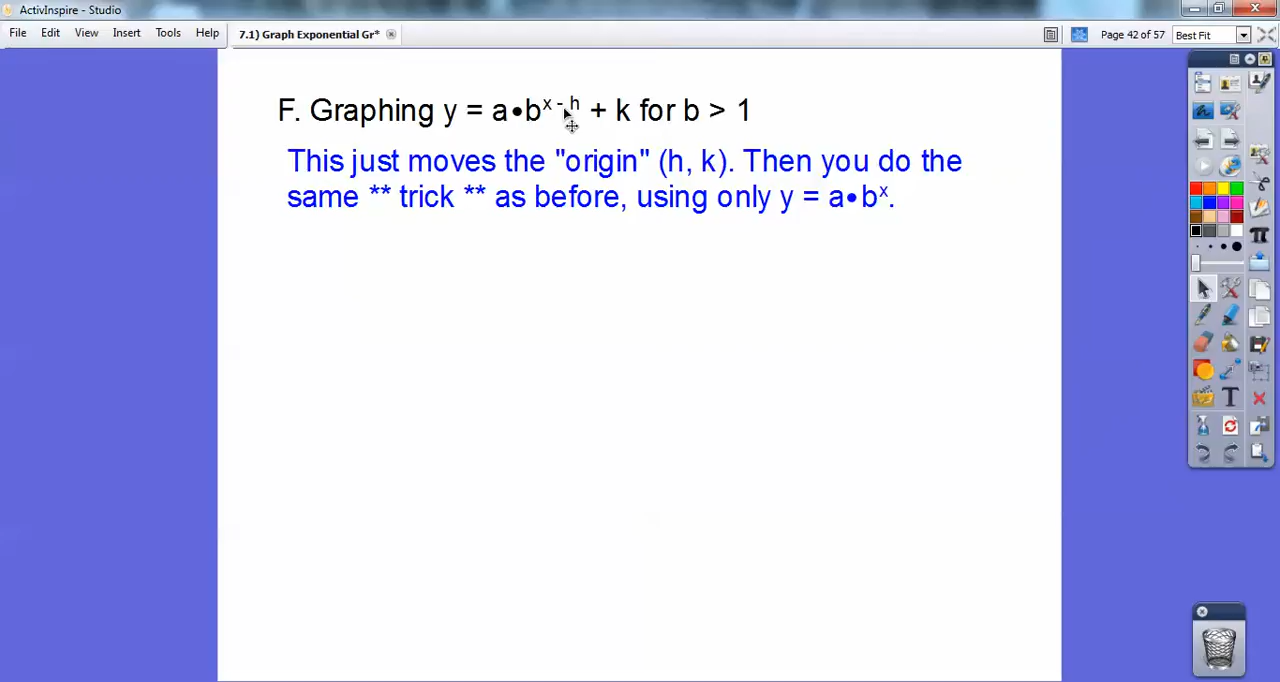 ActivInspire - Studio
File Edit View Insert Tools Help 7.1) Graph Exponential Gr* Page 42 of 57 Best Fit
F. Graphing y = a•bˣ ⁻ ʰ + k for b > 1
This just moves the "origin" (h, k). Then you do the
same ** trick ** as before, using only y = a•bˣ.